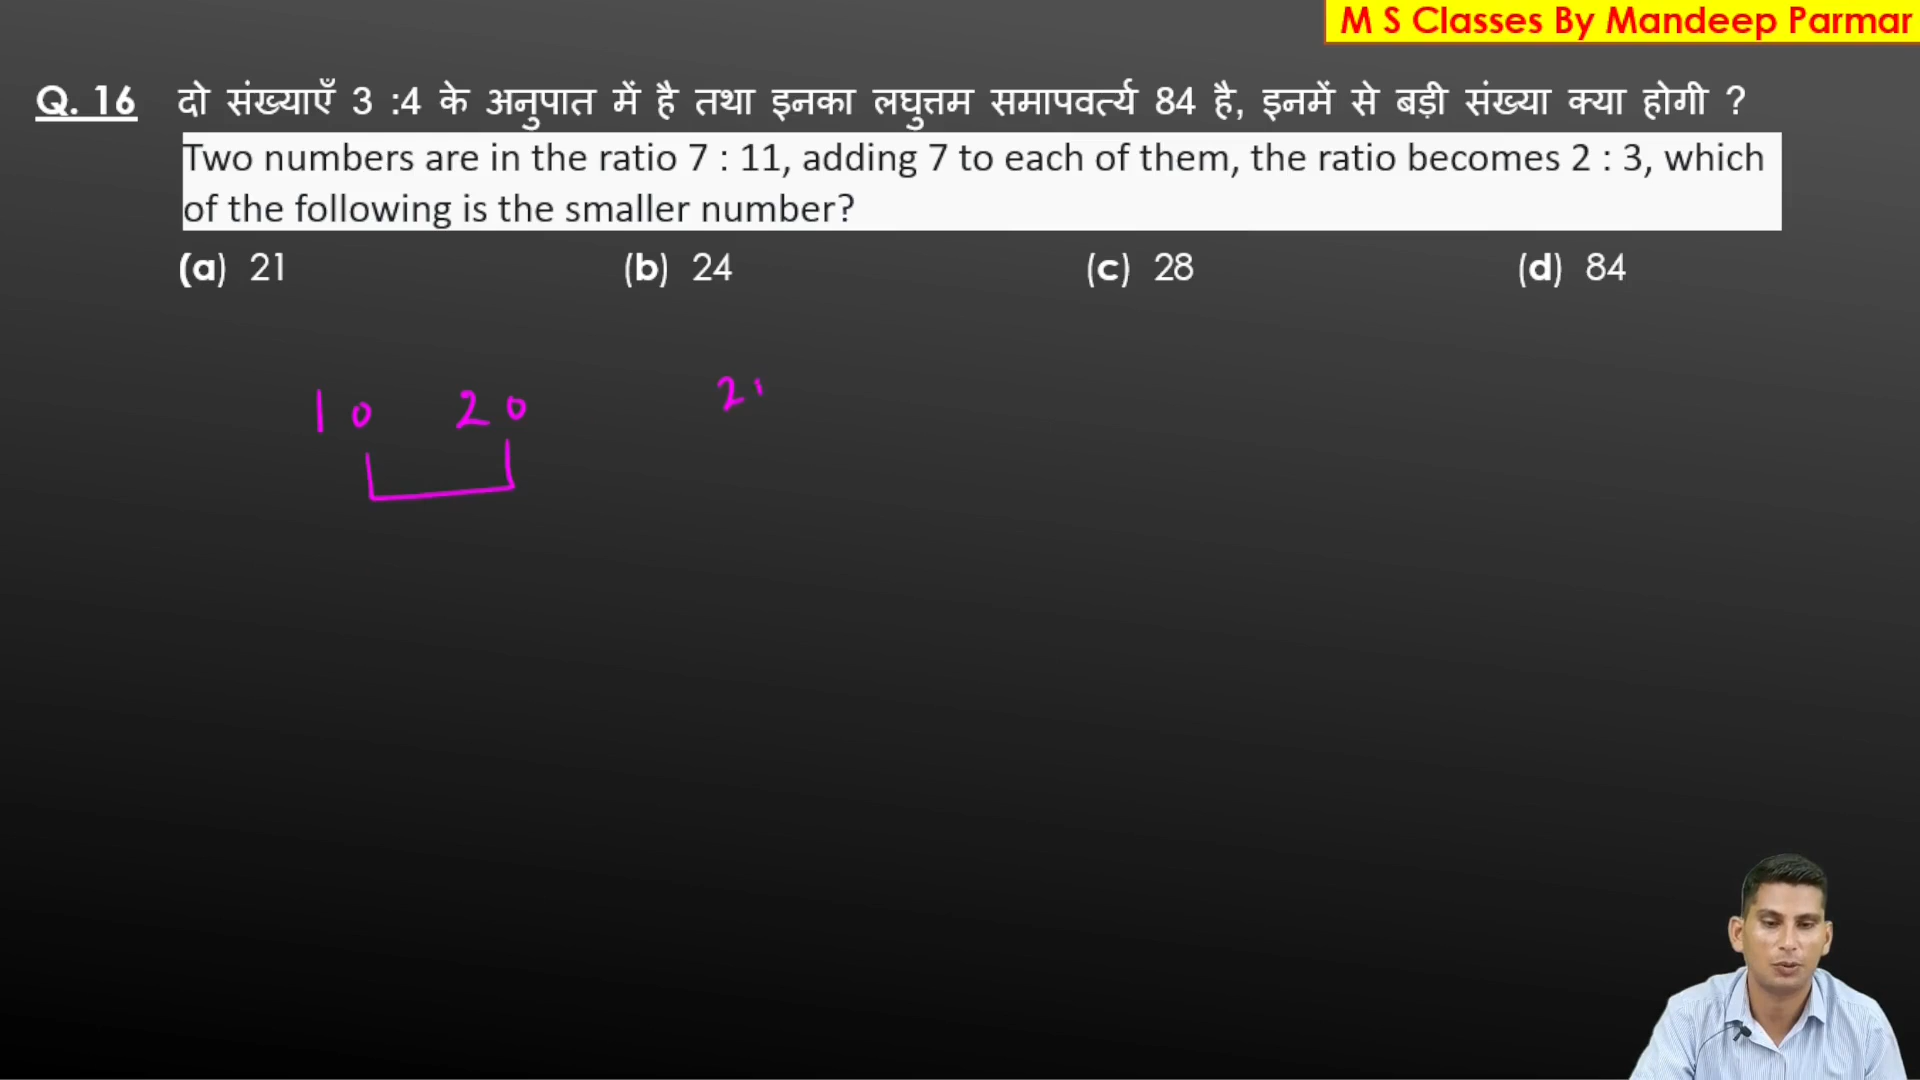 M S Classes By Mandeep Parmar
Q. 16 दो संख्याएँ 3 :4 के अनुपात में है तथा इनका लघुत्तम समापवर्त्य 84 है, इनमें से बड़ी संख्या क्या होगी ?
Two numbers are in the ratio 7 : 11, adding 7 to each of them, the ratio becomes 2 : 3, which
of the following is the smaller number?
(a) 21 (b) 24 (c) 28 (d) 84
10 20 2